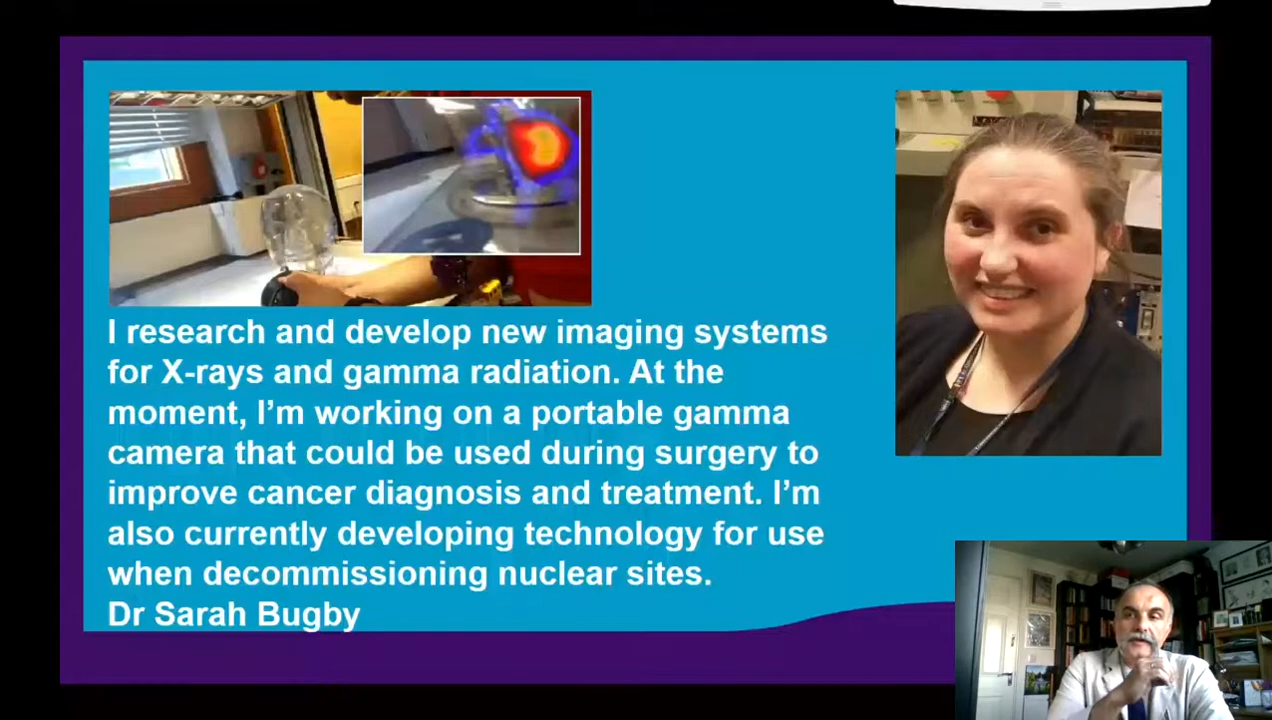 I research and develop new imaging systems
for X-rays and gamma radiation. At the
moment, I’m working on a portable gamma
camera that could be used during surgery to
improve cancer diagnosis and treatment. I’m
also currently developing technology for use
when decommissioning nuclear sites.
Dr Sarah Bugby